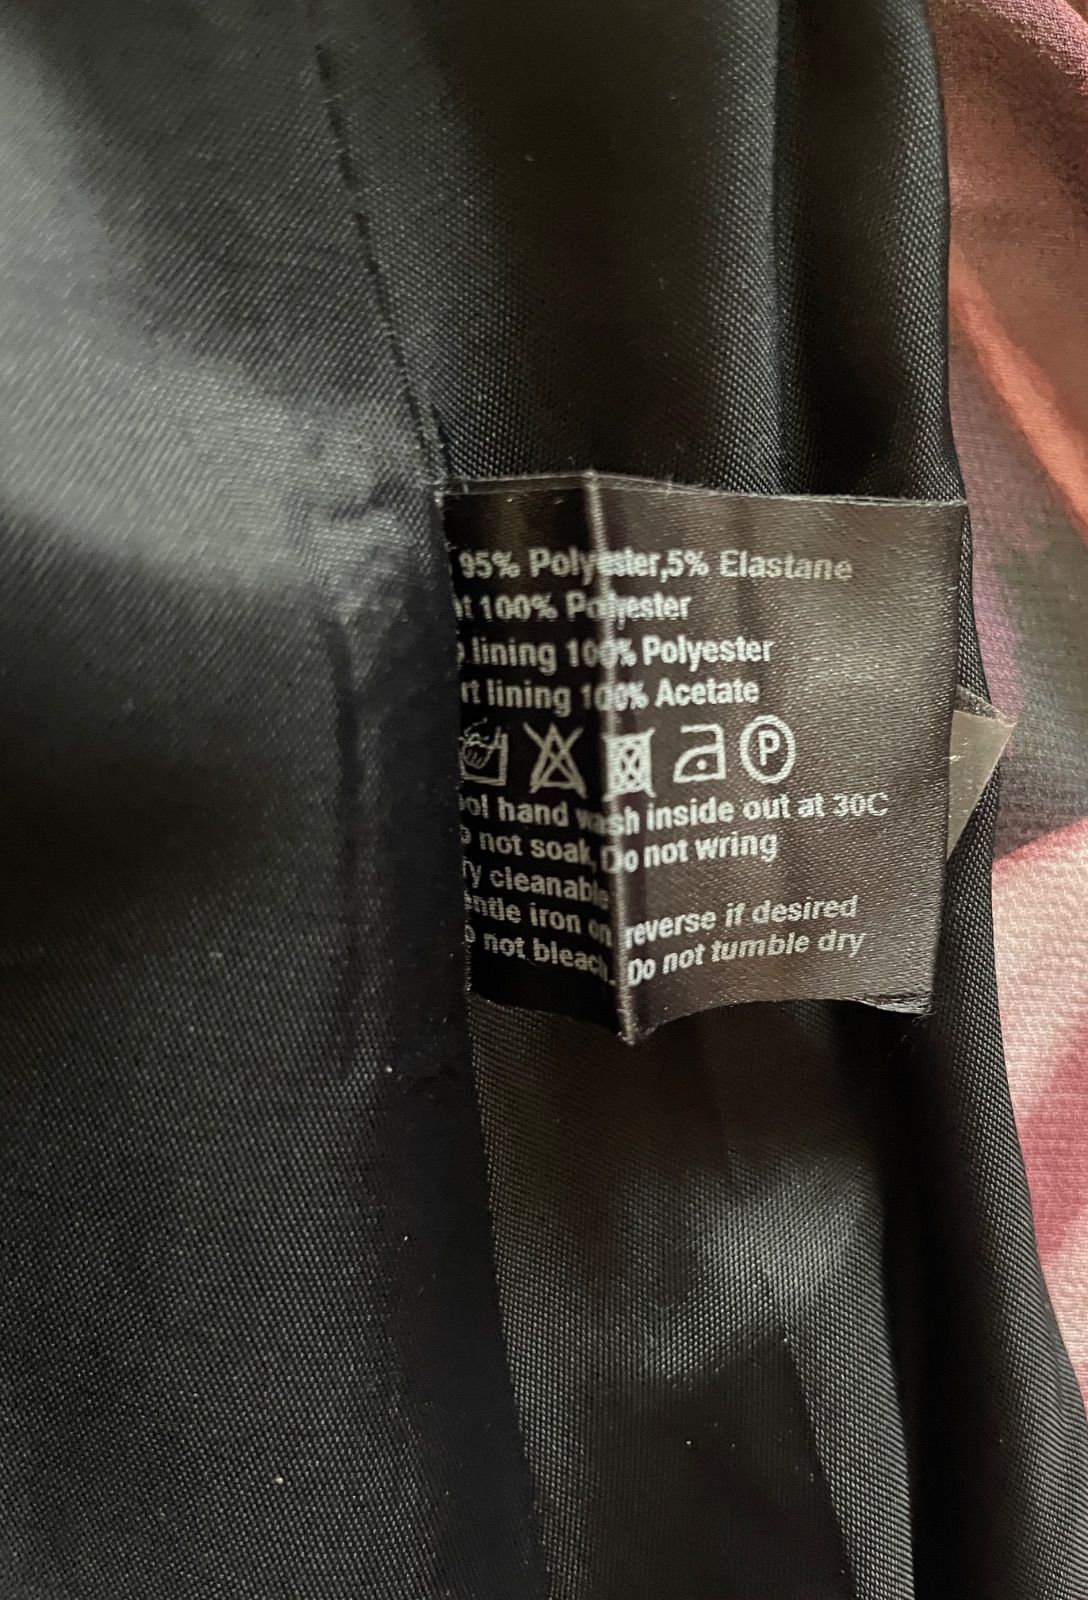 95% Polyester,5% Elastane
100% Polyester
lining 100% Polyester
lining 100% Acetate
P
hand wash inside out at 30C
not soak, Do not wring
cleanable
iron on reverse if desired
not bleach. Do not tumble dry